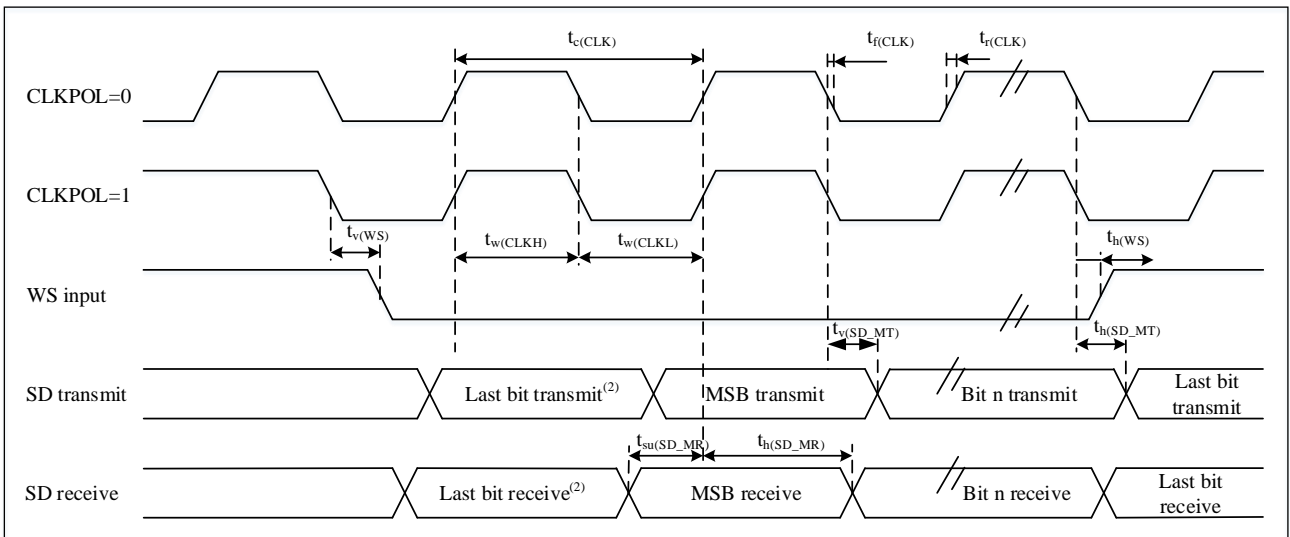 t_c(CLK)
t_f(CLK)
t_r(CLK)
CLKPOL=0
CLKPOL=1
t_v(WS)
t_w(CLKH)
t_w(CLKL)
t_h(WS)
WS input
t_v(SD_MT)
t_h(SD_MT)
SD transmit
Last bit transmit(2)
MSB transmit
Bit n transmit
Last bit
transmit
t_su(SD_MR)
t_h(SD_MR)
SD receive
Last bit receive(2)
MSB receive
Bit n receive
Last bit
receive